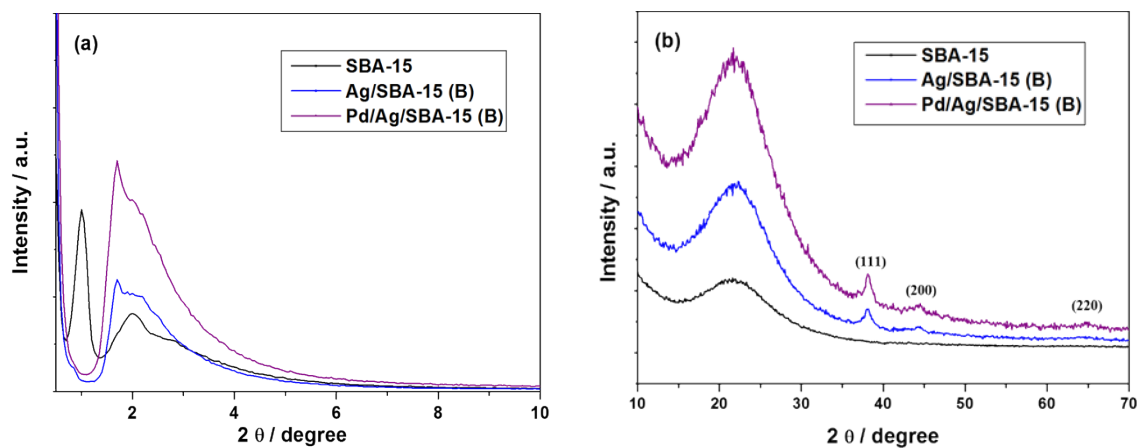 (a)
SBA-15
Ag/SBA-15 (B)
Pd/Ag/SBA-15 (B)
Intensity / a.u.
2 4 6 8 10
2 θ / degree
(b)
SBA-15
Ag/SBA-15 (B)
Pd/Ag/SBA-15 (B)
Intensity / a.u.
(111)
(200)
(220)
10 20 30 40 50 60 70
2 θ / degree